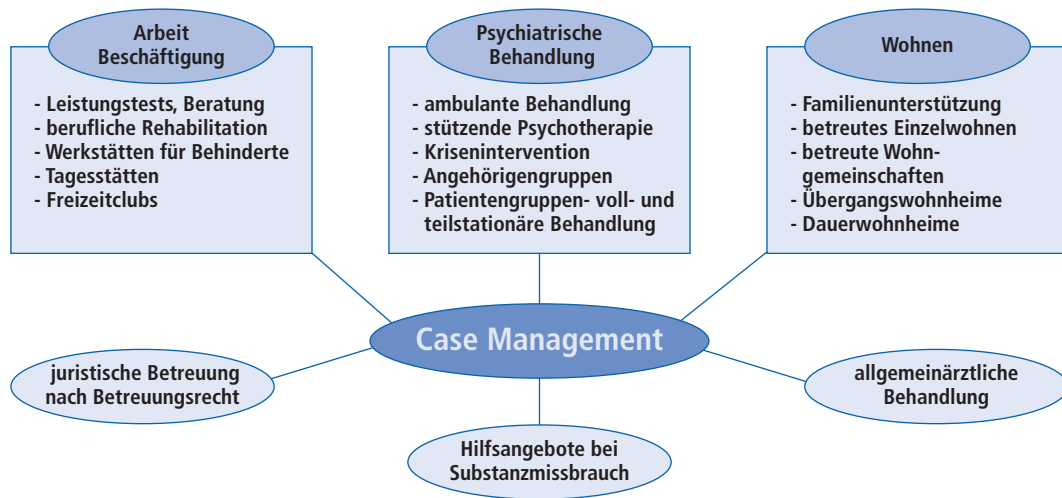 Arbeit
Beschäftigung
- Leistungstests, Beratung
- berufliche Rehabilitation
- Werkstätten für Behinderte
- Tagesstätten
- Freizeitclubs
Psychiatrische
Behandlung
- ambulante Behandlung
- stützende Psychotherapie
- Krisenintervention
- Angehörigengruppen
- Patientengruppen- voll- und
teilstationäre Behandlung
Wohnen
- Familienunterstützung
- betreutes Einzelwohnen
- betreute Wohn-
gemeinschaften
- Übergangswohnheime
- Dauerwohnheime
Case Management
juristische Betreuung
nach Betreuungsrecht
Hilfsangebote bei
Substanzmissbrauch
allgemeinärztliche
Behandlung